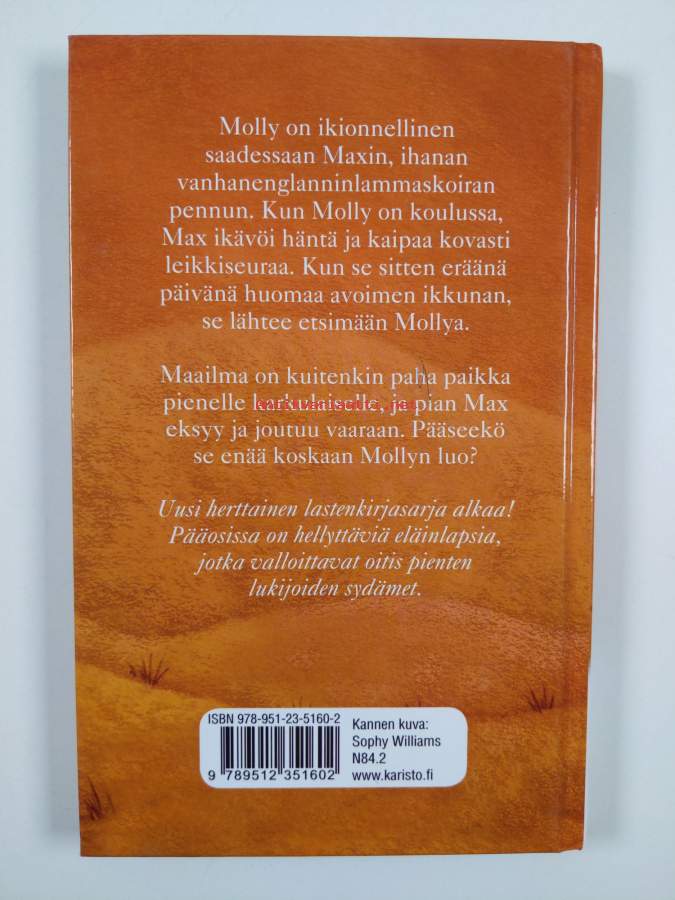 Molly on ikionnellinen
saadessaan Maxin, ihanan
vanhanenglanninlammaskoiran
pennun. Kun Molly on koulussa,
Max ikävöi häntä ja kaipaa kovasti
leikkiseuraa. Kun se sitten eräänä
päivänä huomaa avoimen ikkunan,
se lähtee etsimään Mollya.
Maailma on kuitenkin paha paikka
pienelle karkulaiselle, ja pian Max
eksyy ja joutuu vaaraan. Pääseekö
se enää koskaan Mollyn luo?
Uusi herttainen lastenkirjasarja alkaa!
Pääosissa on hellyttäviä eläinlapsia,
jotka valloittavat oitis pienten
lukijoiden sydämet.
ISBN 978-951-23-5160-2
9 789512 351602
Kannen kuva:
Sophy Williams
N84.2
www.karisto.fi